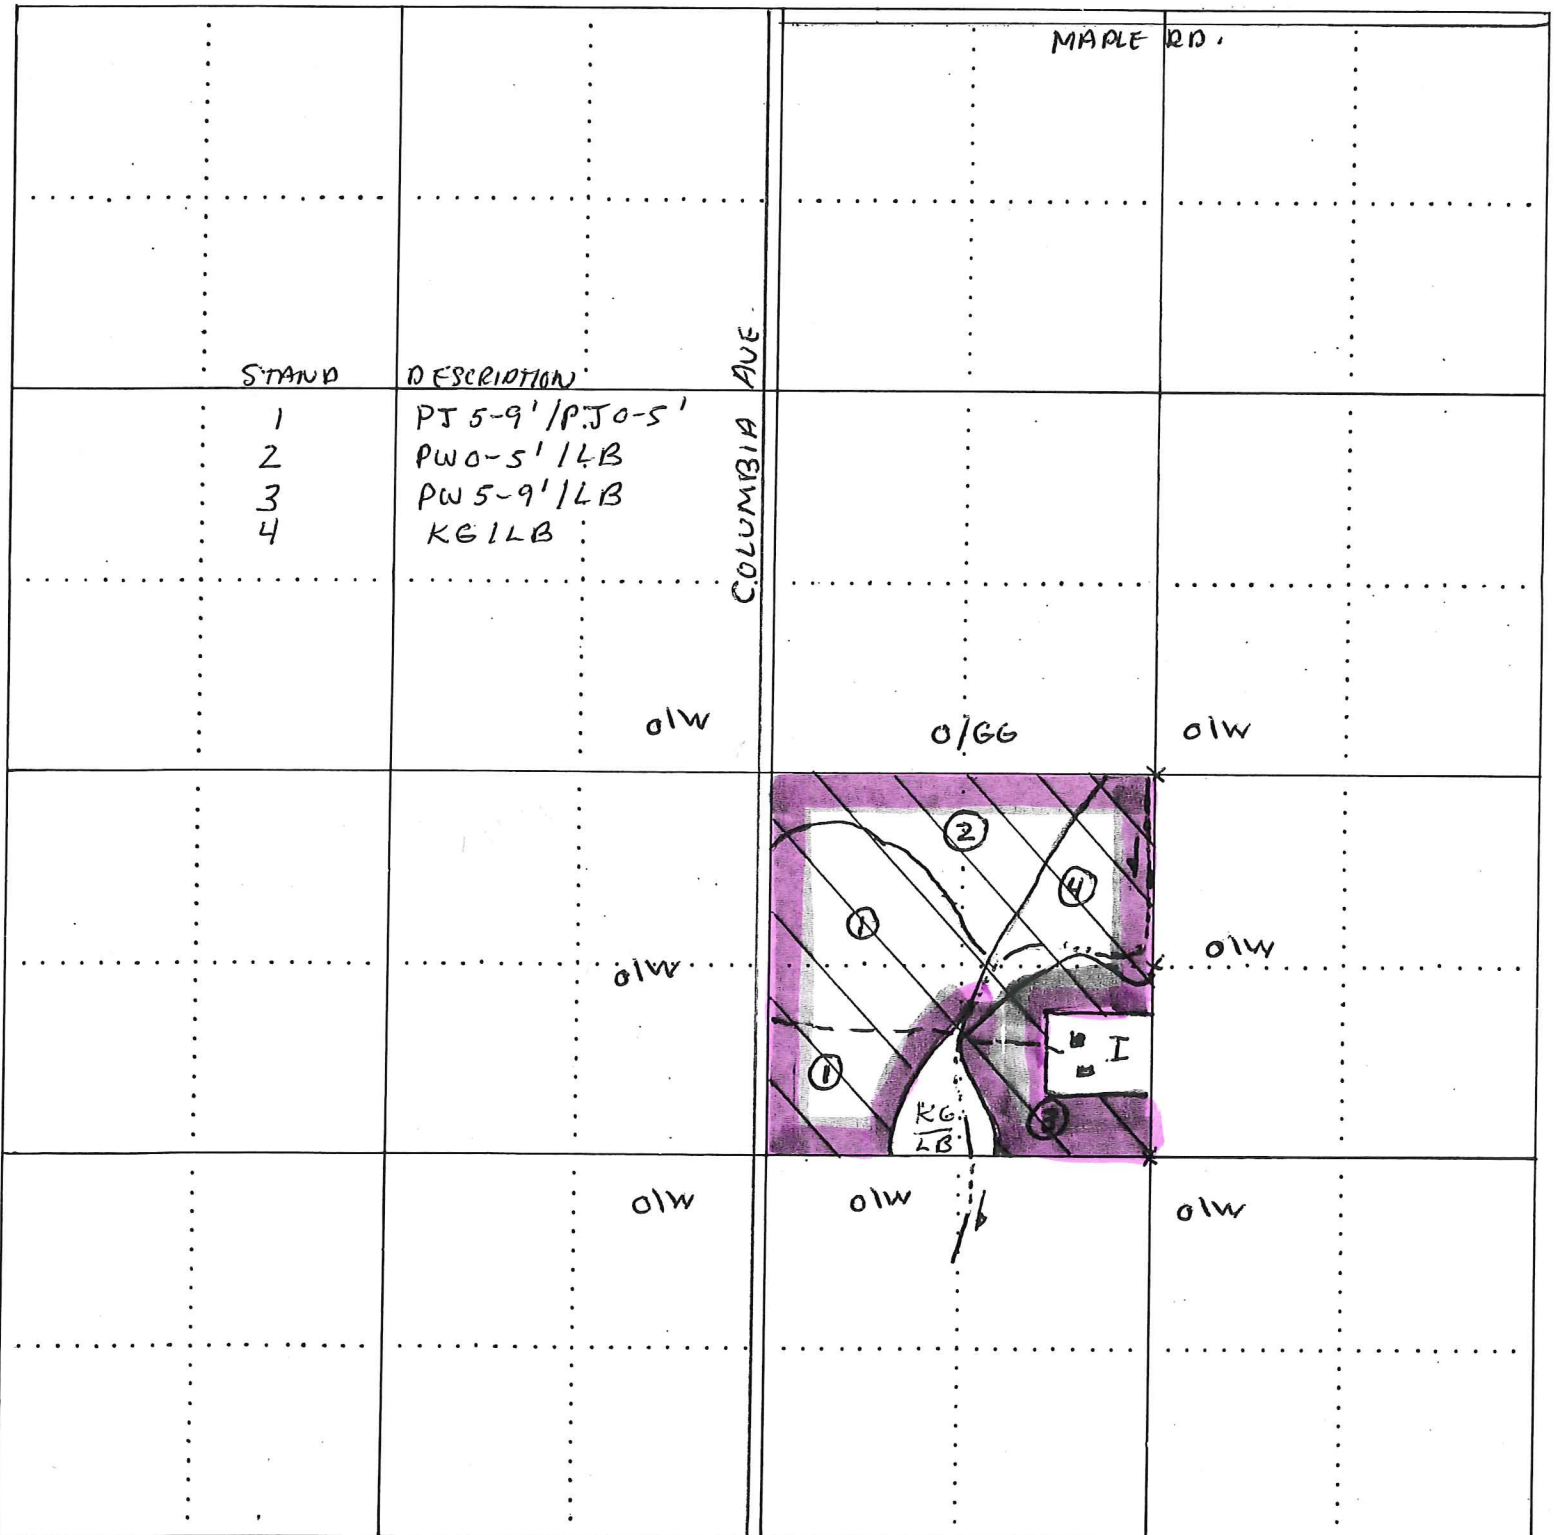 MAPLE RD.
COLUMBIA AVE.
STAND DESCRIPTION
1 PJ 5-9'/PJ 0-5'
2 PW 0-5'/LB
3 PW 5-9'/LB
4 KG/LB
O/W
O/GG
O/W
2
4
1
O/W
O/W
I
1
3
KG
LB
O/W
O/W
O/W